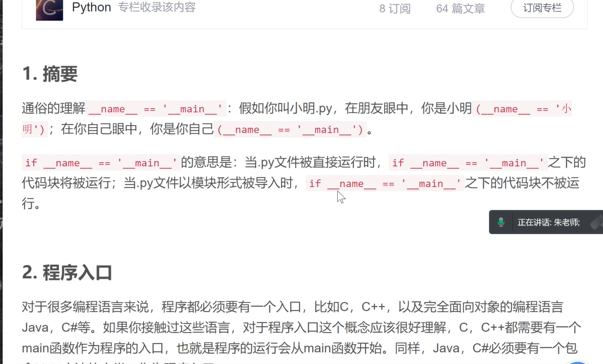 Python 专栏收录该内容 8 订阅 64 篇文章 订阅专栏
1. 摘要
通俗的理解 __name__ == '__main__' ：假如你叫小明.py，在朋友眼中，你是小明 (__name__ == '小
明')；在你自己眼中，你是你自己 (__name__ == '__main__')。
if __name__ == '__main__' 的意思是：当.py文件被直接运行时， if __name__ == '__main__' 之下的
代码块将被运行；当.py文件以模块形式被导入时， if __name__ == '__main__' 之下的代码块不被运
行。
正在讲话: 朱老师;
2. 程序入口
对于很多编程语言来说，程序都必须要有一个入口，比如C，C++，以及完全面向对象的编程语言
Java，C#等。如果你接触过这些语言，对于程序入口这个概念应该很好理解，C，C++都需要有一个
main函数作为程序的入口，也就是程序的运行会从main函数开始。同样，Java，C#必须要有一个包